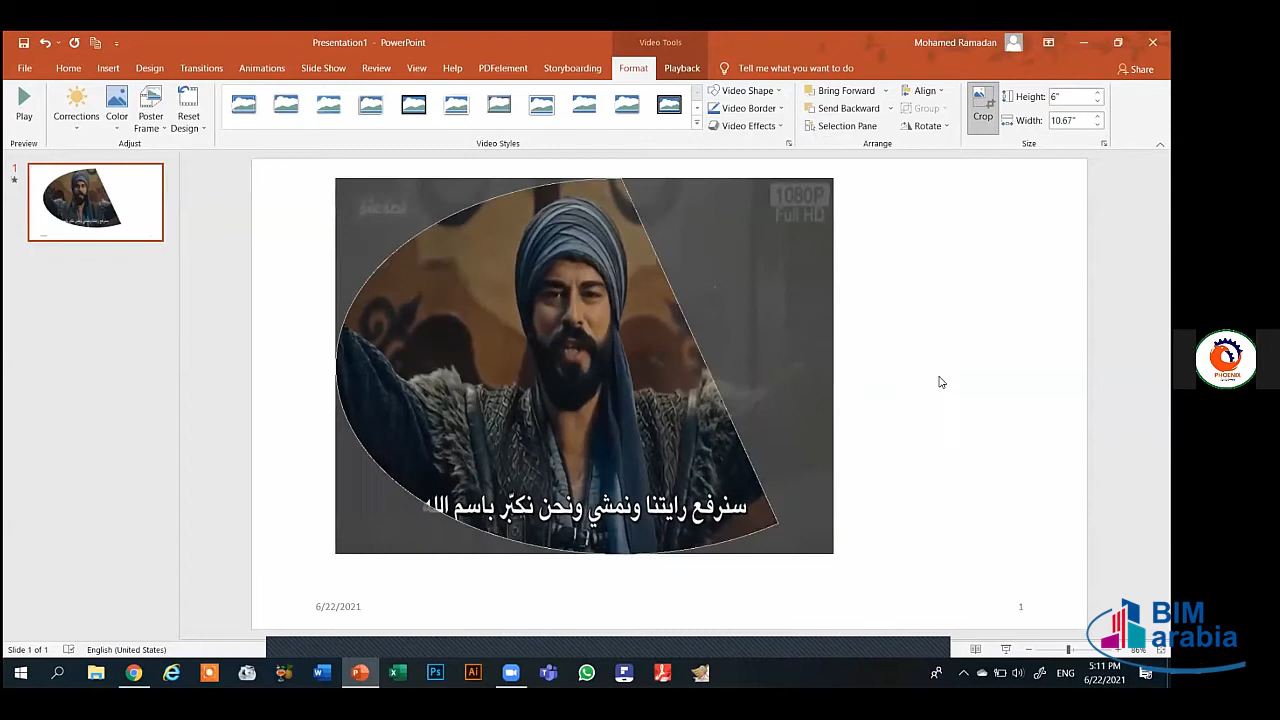 Presentation1 - PowerPoint
Video Tools
Mohamed Ramadan
File Home Insert Design Transitions Animations Slide Show Review View Help PDFelement Storyboarding Format Playback Tell me what you want to do Share
Play
Corrections
Color
Poster Frame
Reset Design
Video Shape
Video Border
Video Effects
Bring Forward
Send Backward
Selection Pane
Align
Group
Rotate
Crop
Height: 6"
Width: 10.67"
Preview
Adjust
Video Styles
Arrange
Size
1
1080P
Full HD
سنرفع رايتنا ونمشي ونحن نكبّر باسم الله
6/22/2021
1
PHOENIX
BIM
arabia
Slide 1 of 1
English (United States)
86%
ENG
5:11 PM
6/22/2021